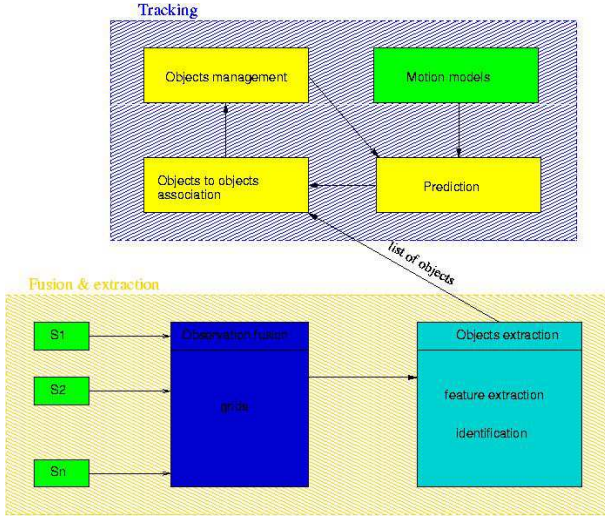 Tracking
Objects management
Motion models
Objects to objects
association
Prediction
list of objects
Fusion & extraction
S1
Observation fusion
Objects extraction
S2
grids
feature extraction
identification
Sn